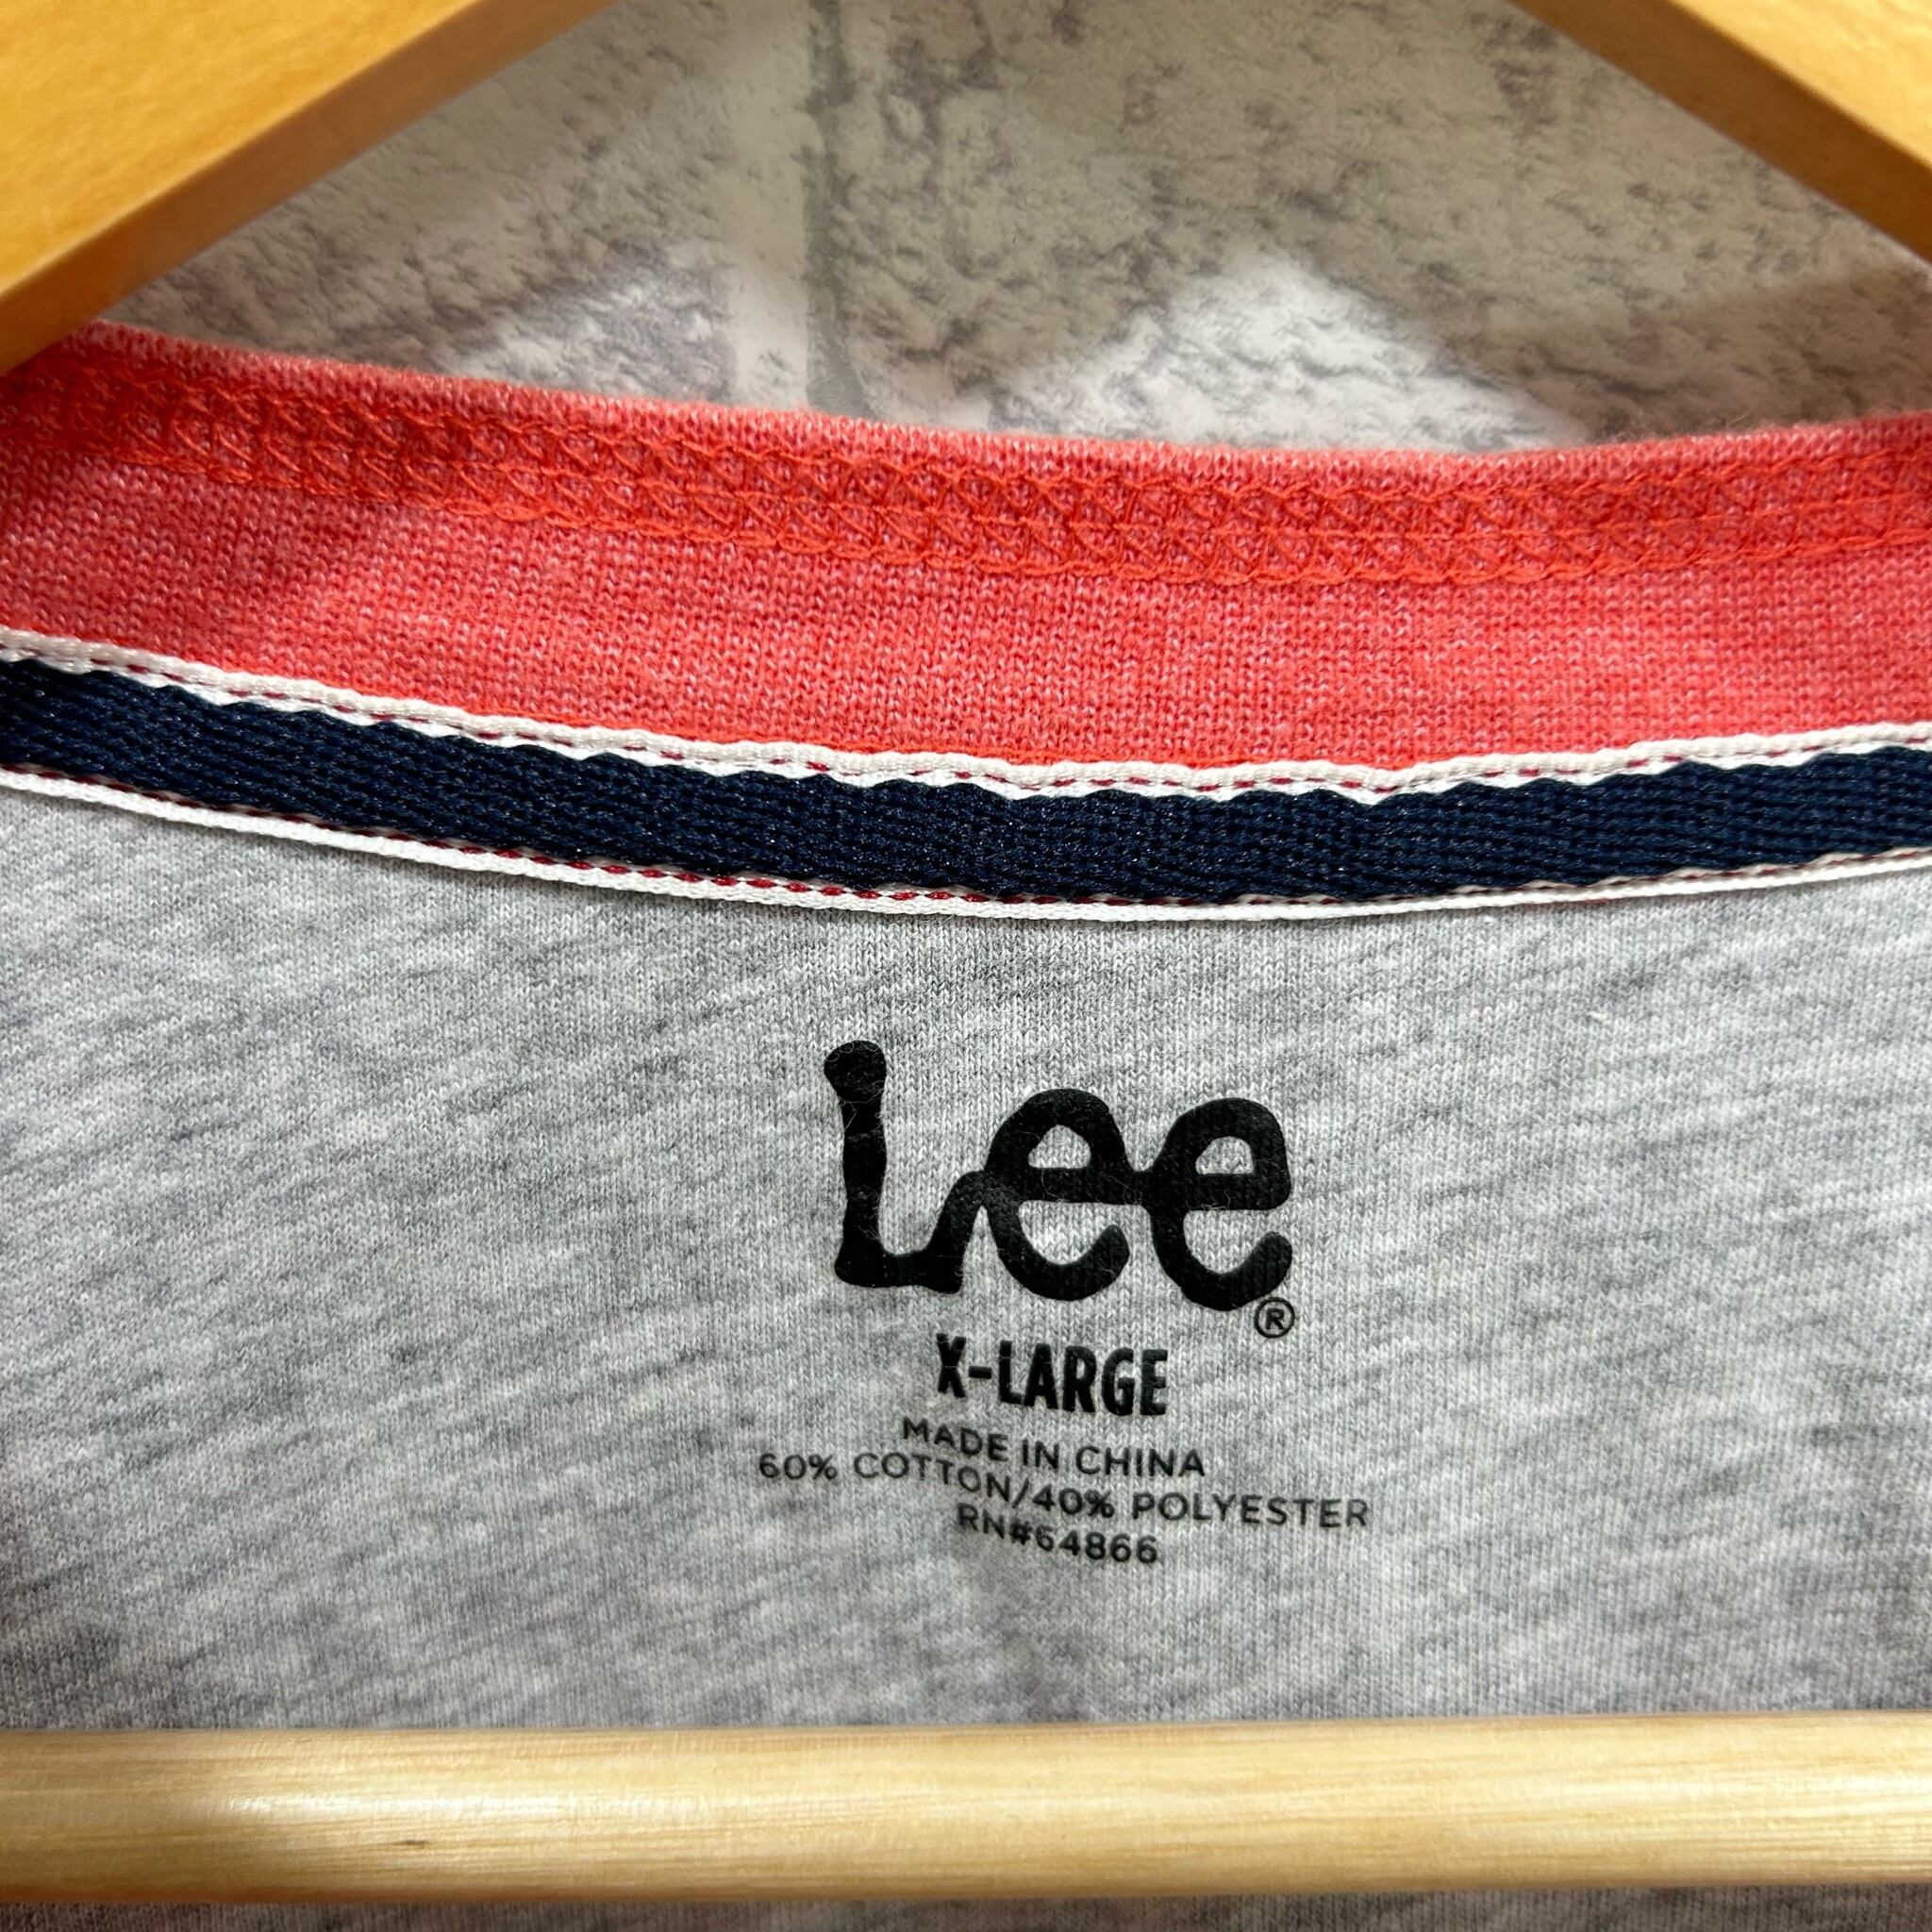 Lee®
X-LARGE
MADE IN CHINA
60% COTTON/40% POLYESTER
RN#64866